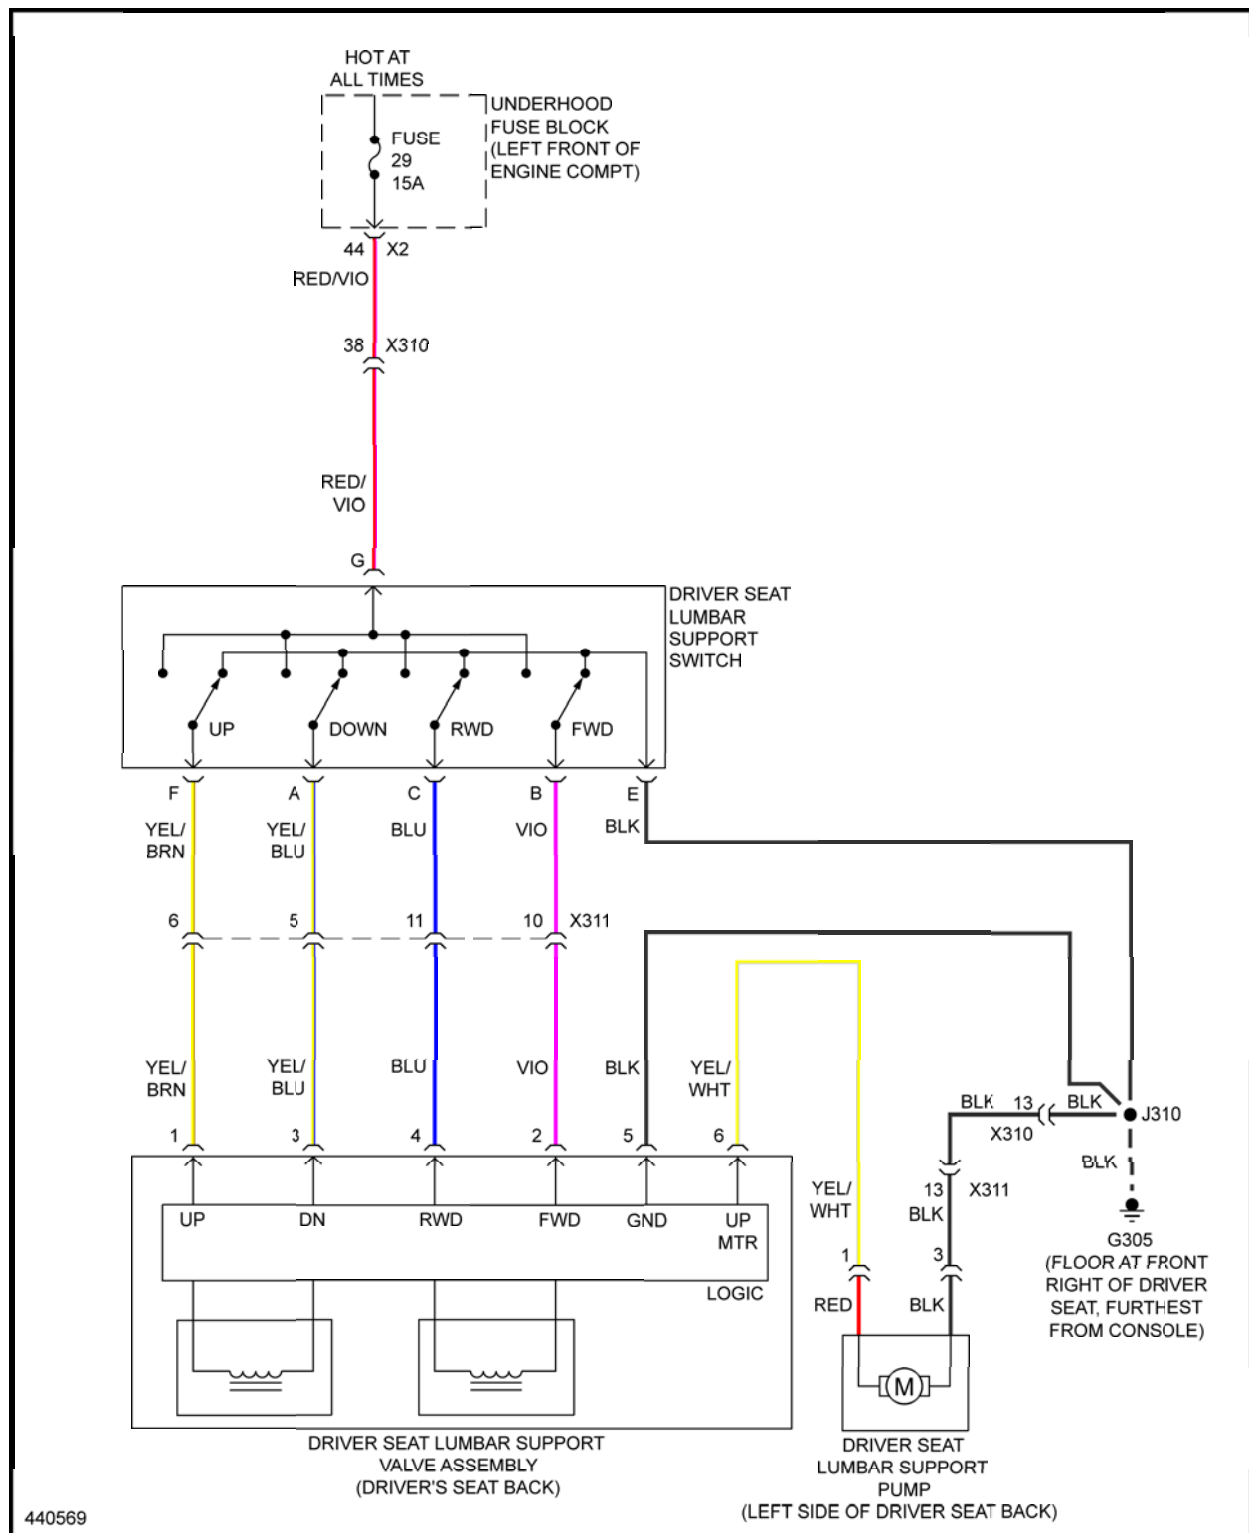 HOT AT
ALL TIMES
UNDERHOOD
FUSE BLOCK
(LEFT FRONT OF
ENGINE COMPT)
FUSE
29
15A
44 X2
RED/VIO
38 X310
RED/
VIO
G
DRIVER SEAT
LUMBAR
SUPPORT
SWITCH
UP DOWN RWD FWD
F A C B E
YEL/
BRN
YEL/
BLU
BLU
VIO
BLK
6 5 11 10 X311
YEL/
BRN
YEL/
BLU
BLU
VIO
BLK
YEL/
WHT
1 3 4 2 5 6
BLK 13 BLK
X310
J310
BLK
13 X311
BLK
YEL/
WHT
UP DN RWD FWD GND UP
MTR
LOGIC
G305
(FLOOR AT FRONT
RIGHT OF DRIVER
SEAT, FURTHEST
FROM CONSOLE)
1 3
RED BLK
M
DRIVER SEAT LUMBAR SUPPORT
VALVE ASSEMBLY
(DRIVER'S SEAT BACK)
DRIVER SEAT
LUMBAR SUPPORT
PUMP
(LEFT SIDE OF DRIVER SEAT BACK)
440569